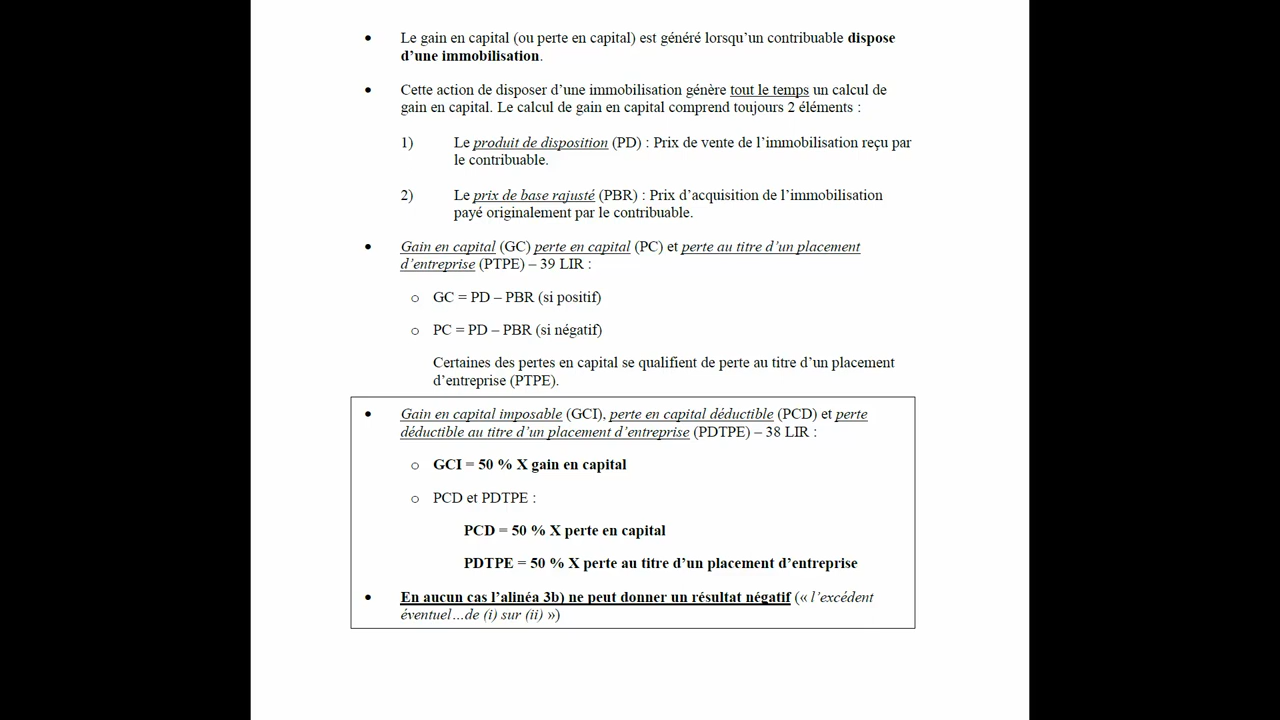 • Le gain en capital (ou perte en capital) est généré lorsqu’un contribuable dispose
d’une immobilisation.
• Cette action de disposer d’une immobilisation génère tout le temps un calcul de
gain en capital. Le calcul de gain en capital comprend toujours 2 éléments :
1) Le produit de disposition (PD) : Prix de vente de l’immobilisation reçu par
le contribuable.
2) Le prix de base rajusté (PBR) : Prix d’acquisition de l’immobilisation
payé originalement par le contribuable.
• Gain en capital (GC) perte en capital (PC) et perte au titre d’un placement
d’entreprise (PTPE) – 39 LIR :
o GC = PD – PBR (si positif)
o PC = PD – PBR (si négatif)
Certaines des pertes en capital se qualifient de perte au titre d’un placement
d’entreprise (PTPE).
• Gain en capital imposable (GCI), perte en capital déductible (PCD) et perte
déductible au titre d’un placement d’entreprise (PDTPE) – 38 LIR :
o GCI = 50 % X gain en capital
o PCD et PDTPE :
PCD = 50 % X perte en capital
PDTPE = 50 % X perte au titre d’un placement d’entreprise
• En aucun cas l’alinéa 3b) ne peut donner un résultat négatif (« l’excédent
éventuel…de (i) sur (ii) »)